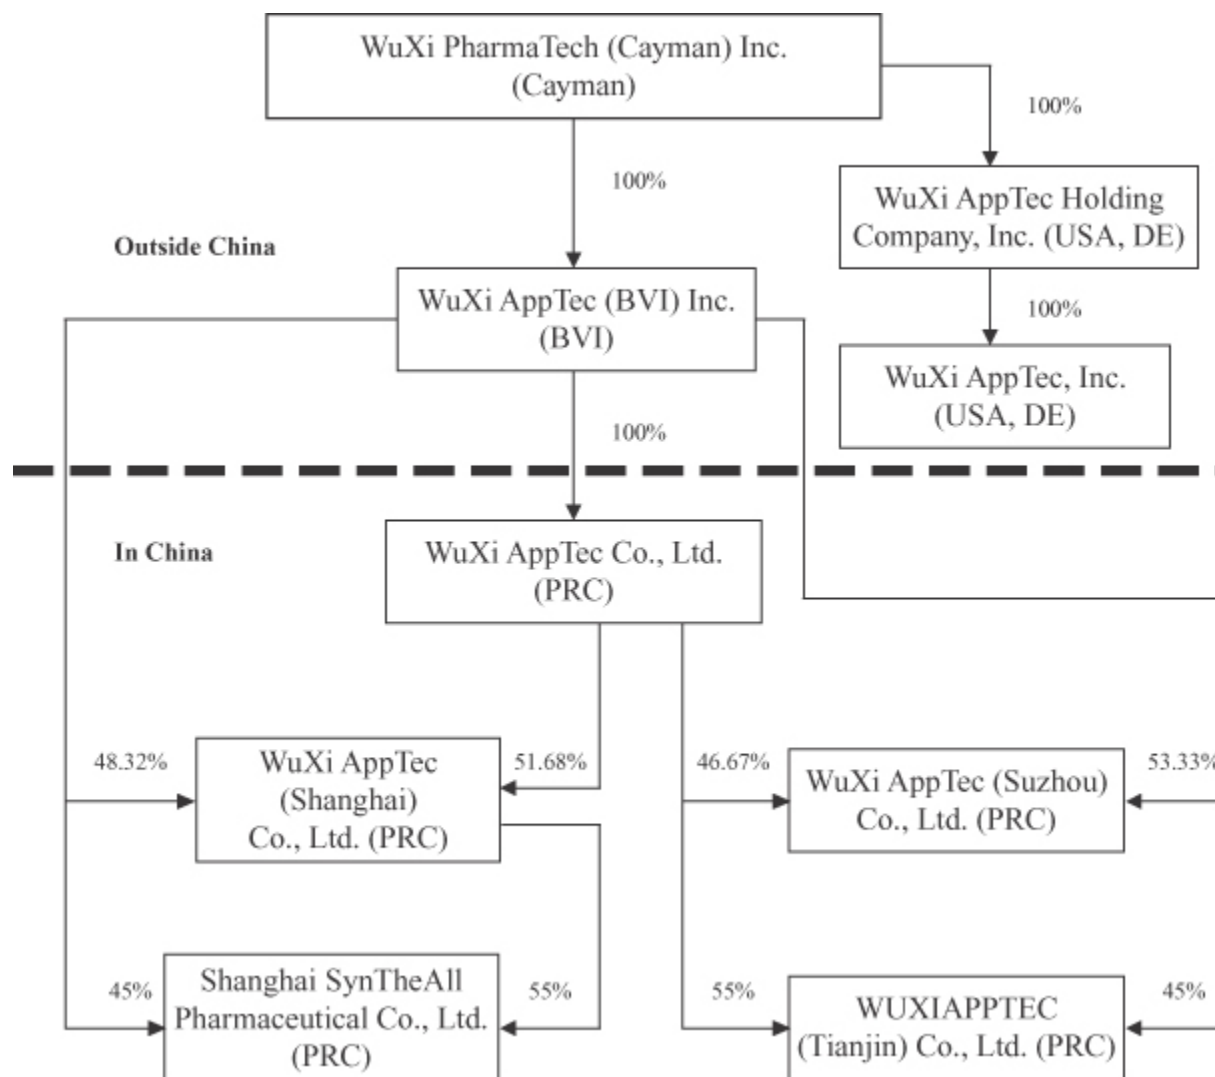 WuXi PharmaTech (Cayman) Inc.
(Cayman)
100%
100%
WuXi AppTec Holding
Company, Inc. (USA, DE)
Outside China
WuXi AppTec (BVI) Inc.
(BVI)
100%
WuXi AppTec, Inc.
(USA, DE)
100%
In China
WuXi AppTec Co., Ltd.
(PRC)
48.32%
WuXi AppTec
(Shanghai)
Co., Ltd. (PRC)
51.68%
46.67%
WuXi AppTec (Suzhou)
Co., Ltd. (PRC)
53.33%
45%
Shanghai SynTheAll
Pharmaceutical Co., Ltd.
(PRC)
55%
55%
WUXIAPPTEC
(Tianjin) Co., Ltd. (PRC)
45%